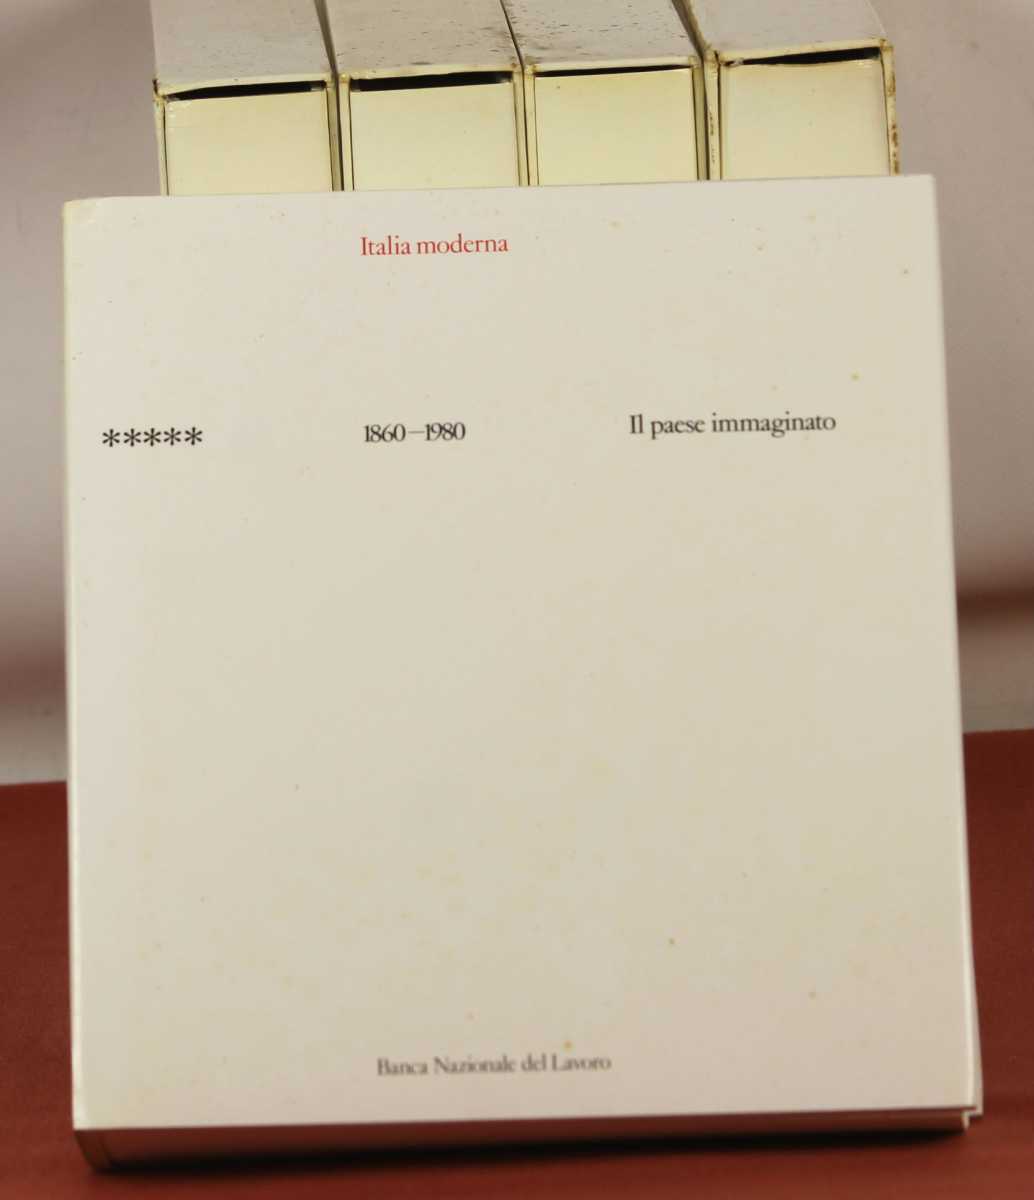 Italia moderna
***** 1860—1980 Il paese immaginato
Banca Nazionale del Lavoro